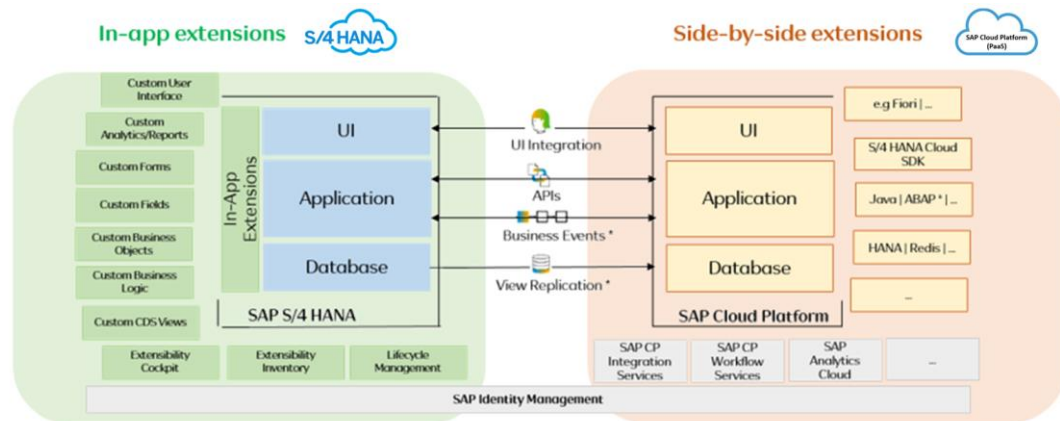 In-app extensions
S/4 HANA
Side-by-side extensions
SAP Cloud Platform
(PaaS)
Custom User
Interface
Custom
Analytics/Reports
Custom Forms
Custom Fields
Custom Business
Objects
Custom Business
Logic
Custom CDS Views
In-App
Extensions
UI
Application
Database
SAP S/4 HANA
Extensibility
Cockpit
Extensibility
Inventory
Lifecycle
Management
UI Integration
APIs
Business Events *
View Replication *
UI
Application
Database
SAP Cloud Platform
e.g Fiori | ...
S/4 HANA Cloud
SDK
Java | ABAP * | ...
HANA | Redis | ...
...
SAP CP
Integration
Services
SAP CP
Workflow
Services
SAP
Analytics
Cloud
...
SAP Identity Management